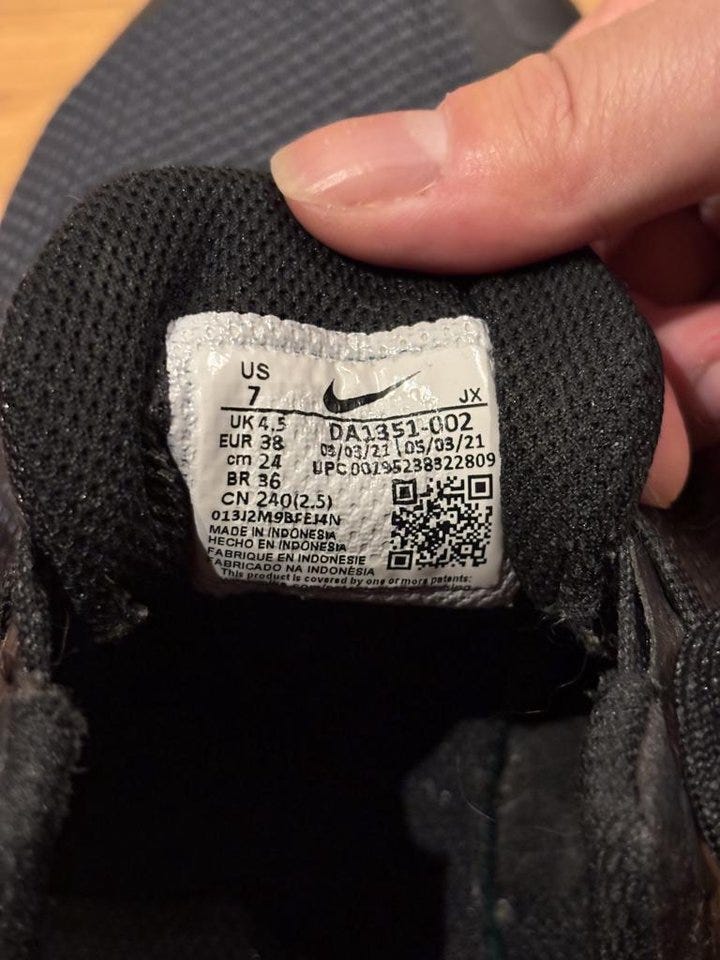 US
7
JX
UK 4.5
EUR 38
cm 24
BR 36
CN 240(2.5)
DA1351-002
03/03/21 05/03/21
UPC 00195238322809
013J2M9BFEJ4N
MADE IN INDONESIA
HECHO EN INDONESIA
FABRIQUE EN INDONESIE
FABRICADO NA INDONÉSIA
This product is covered by one or more patents: